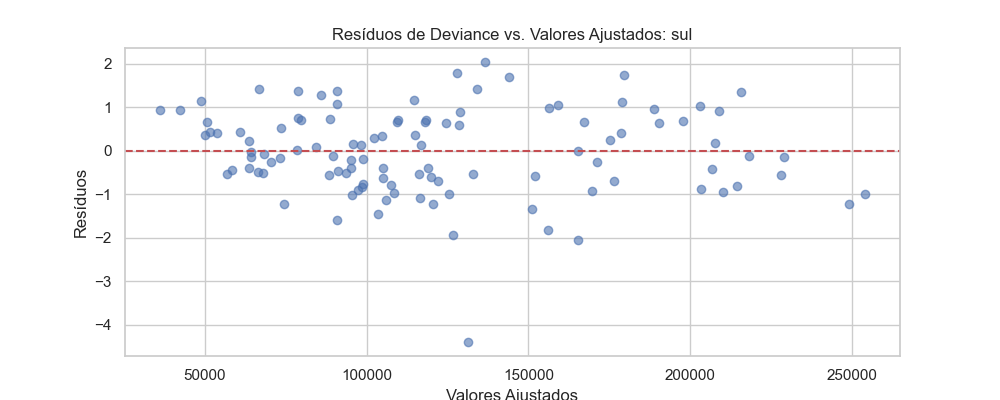 Resíduos de Deviance vs. Valores Ajustados: sul
Resíduos
2
1
0
−1
−2
−3
−4
50000 100000 150000 200000 250000
Valores Ajustados